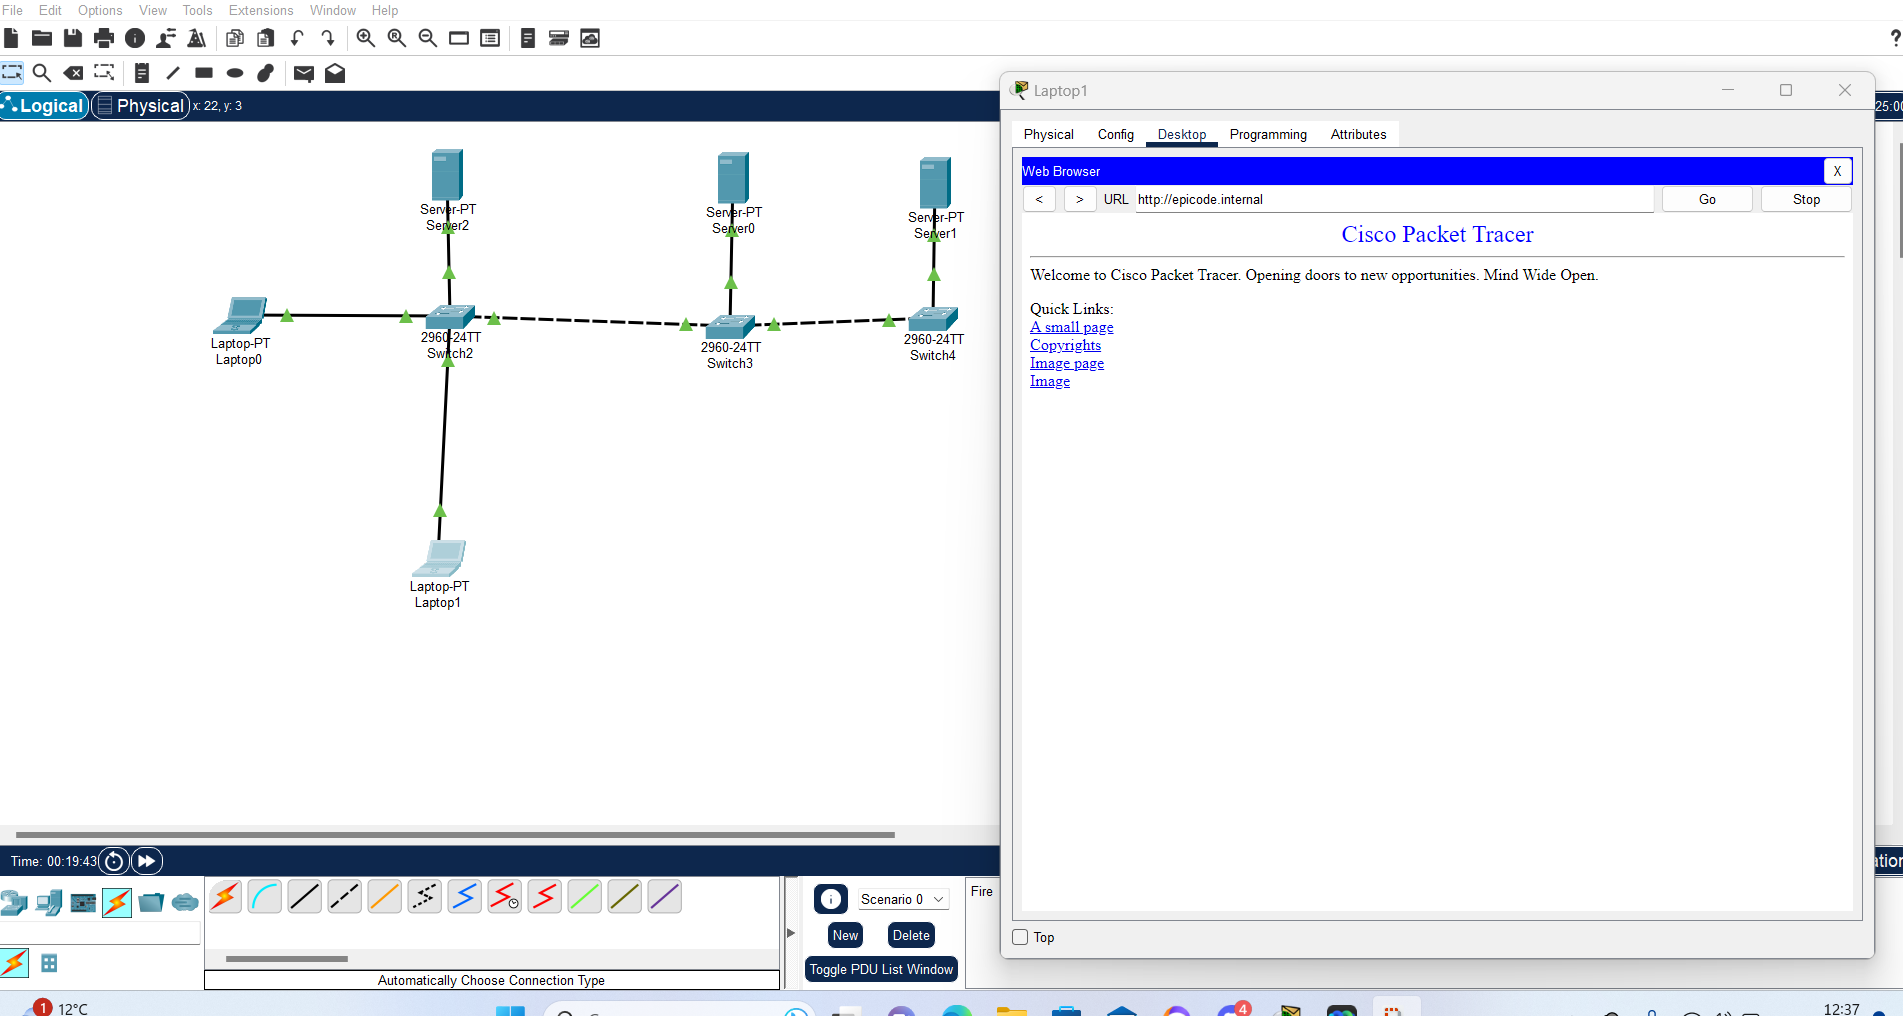 File Edit Options View Tools Extensions Window Help
?
Logical Physical x: 22, y: 3
25:00
Server-PT
Server2
Server-PT
Server0
Server-PT
Server1
Laptop-PT
Laptop0
2960-24TT
Switch2
2960-24TT
Switch3
2960-24TT
Switch4
Laptop-PT
Laptop1
Laptop1
Physical Config Desktop Programming Attributes
Web Browser X
< > URL http://epicode.internal Go Stop
Cisco Packet Tracer
Welcome to Cisco Packet Tracer. Opening doors to new opportunities. Mind Wide Open.
Quick Links:
A small page
Copyrights
Image page
Image
Top
Time: 00:19:43
Scenario 0
New Delete
Toggle PDU List Window
Fire
Automatically Choose Connection Type
1 12°C
4
12:37